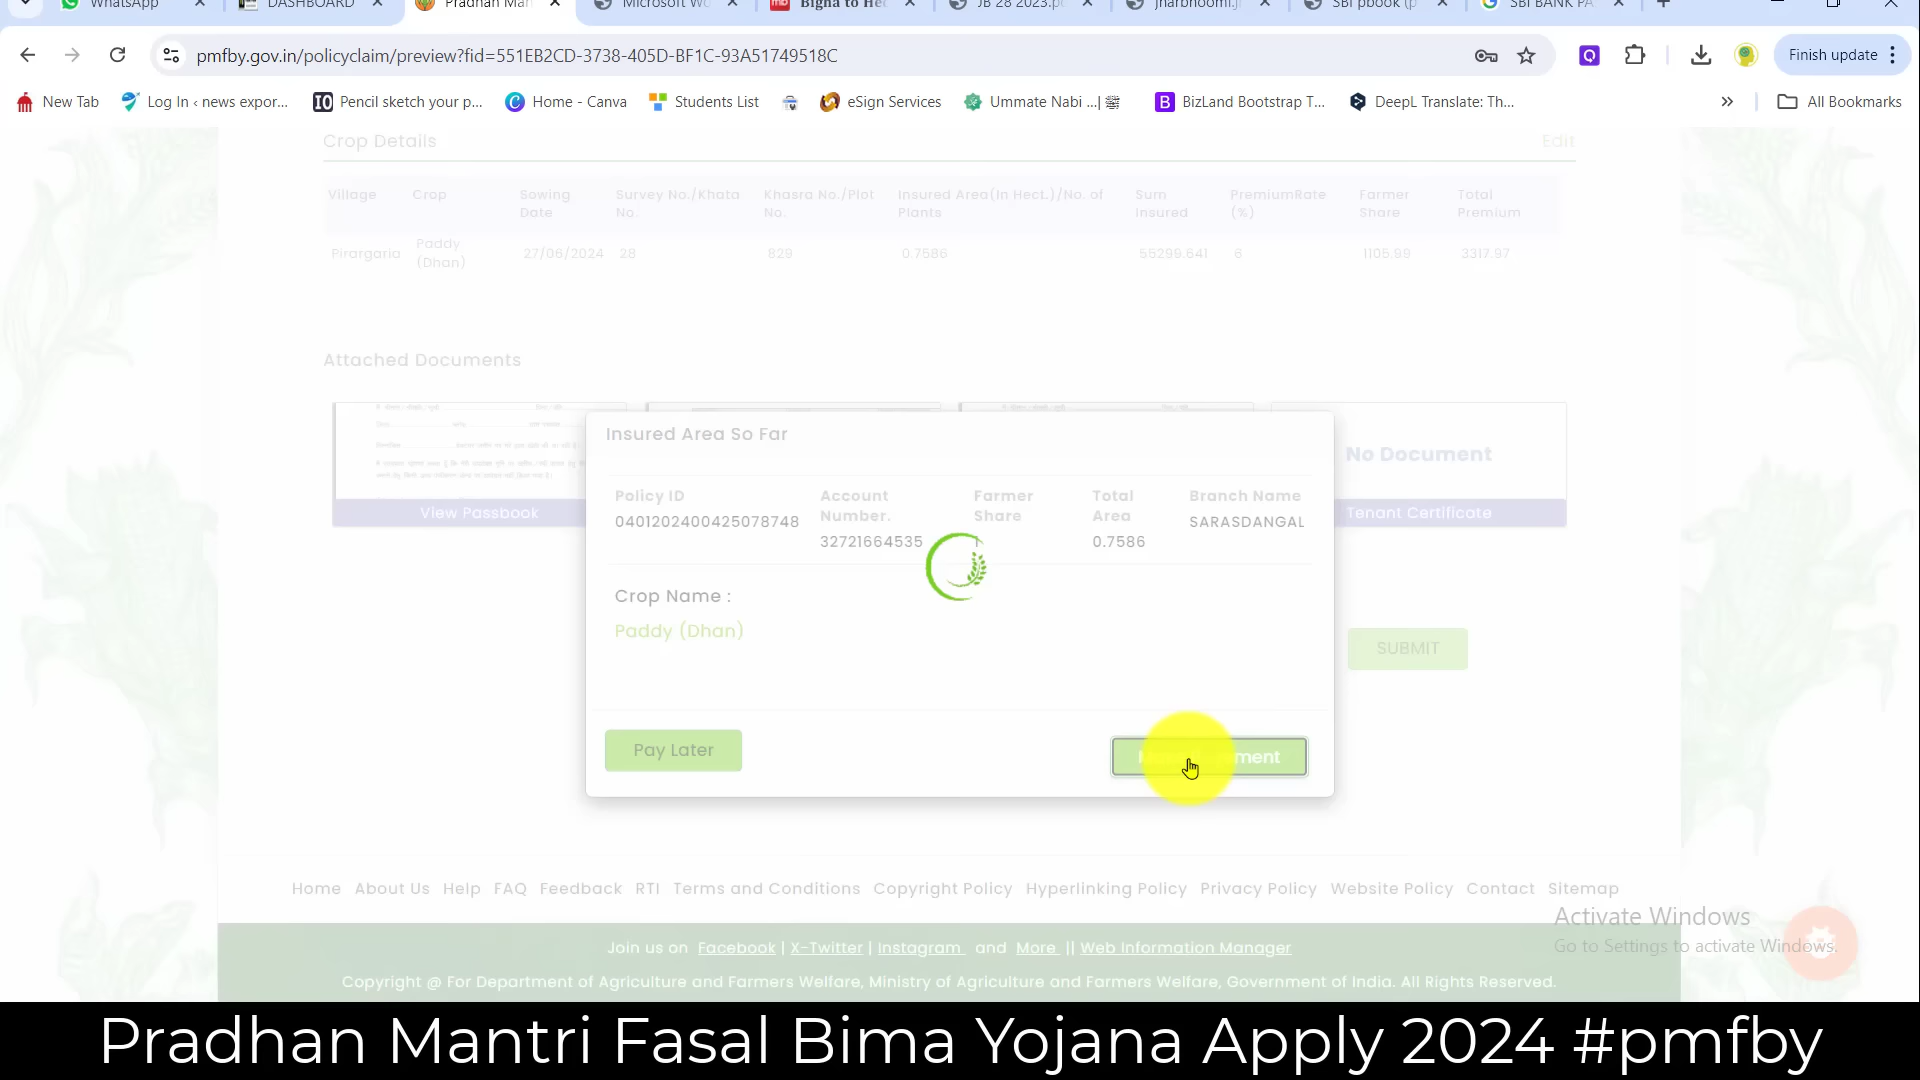 WhatsApp
DASHBOARD
Pradhan Man
Microsoft Wo
Bigha to He
JB 28 2023.p
Jharbhoomi.J
SBI pbook (p
SBI BANK PA
pmfby.gov.in/policyclaim/preview?fid=551EB2CD-3738-405D-BF1C-93A51749518C
Finish update
New Tab
Log In ‹ news expor...
Pencil sketch your p...
Home - Canva
Students List
eSign Services
Ummate Nabi ...|
BizLand Bootstrap T...
DeepL Translate: Th...
All Bookmarks
Crop Details
Edit
Village Crop Sowing Date Survey No./Khata No. Khasra No./Plot No. Insured Area(In Hect.)/No. of Plants Sum Insured PremiumRate (%) Farmer Share Total Premium
Pirargaria Paddy (Dhan) 27/06/2024 28 829 0.7586 55299.641 6 1105.99 3317.97
Attached Documents
No Document
View Passbook
Tenant Certificate
Insured Area So Far
Policy ID Account Number. Farmer Share Total Area Branch Name
0401202400425078748 32721664535 1 0.7586 SARASDANGAL
Crop Name :
Paddy (Dhan)
SUBMIT
Pay Later
Home About Us Help FAQ Feedback RTI Terms and Conditions Copyright Policy Hyperlinking Policy Privacy Policy Website Policy Contact Sitemap
Activate Windows
Go to Settings to activate Windows.
Join us on Facebook | X-Twitter | Instagram and More || Web Information Manager
Copyright @ For Department of Agriculture and Farmers Welfare, Ministry of Agriculture and Farmers Welfare, Government of India. All Rights Reserved.
Pradhan Mantri Fasal Bima Yojana Apply 2024 #pmfby